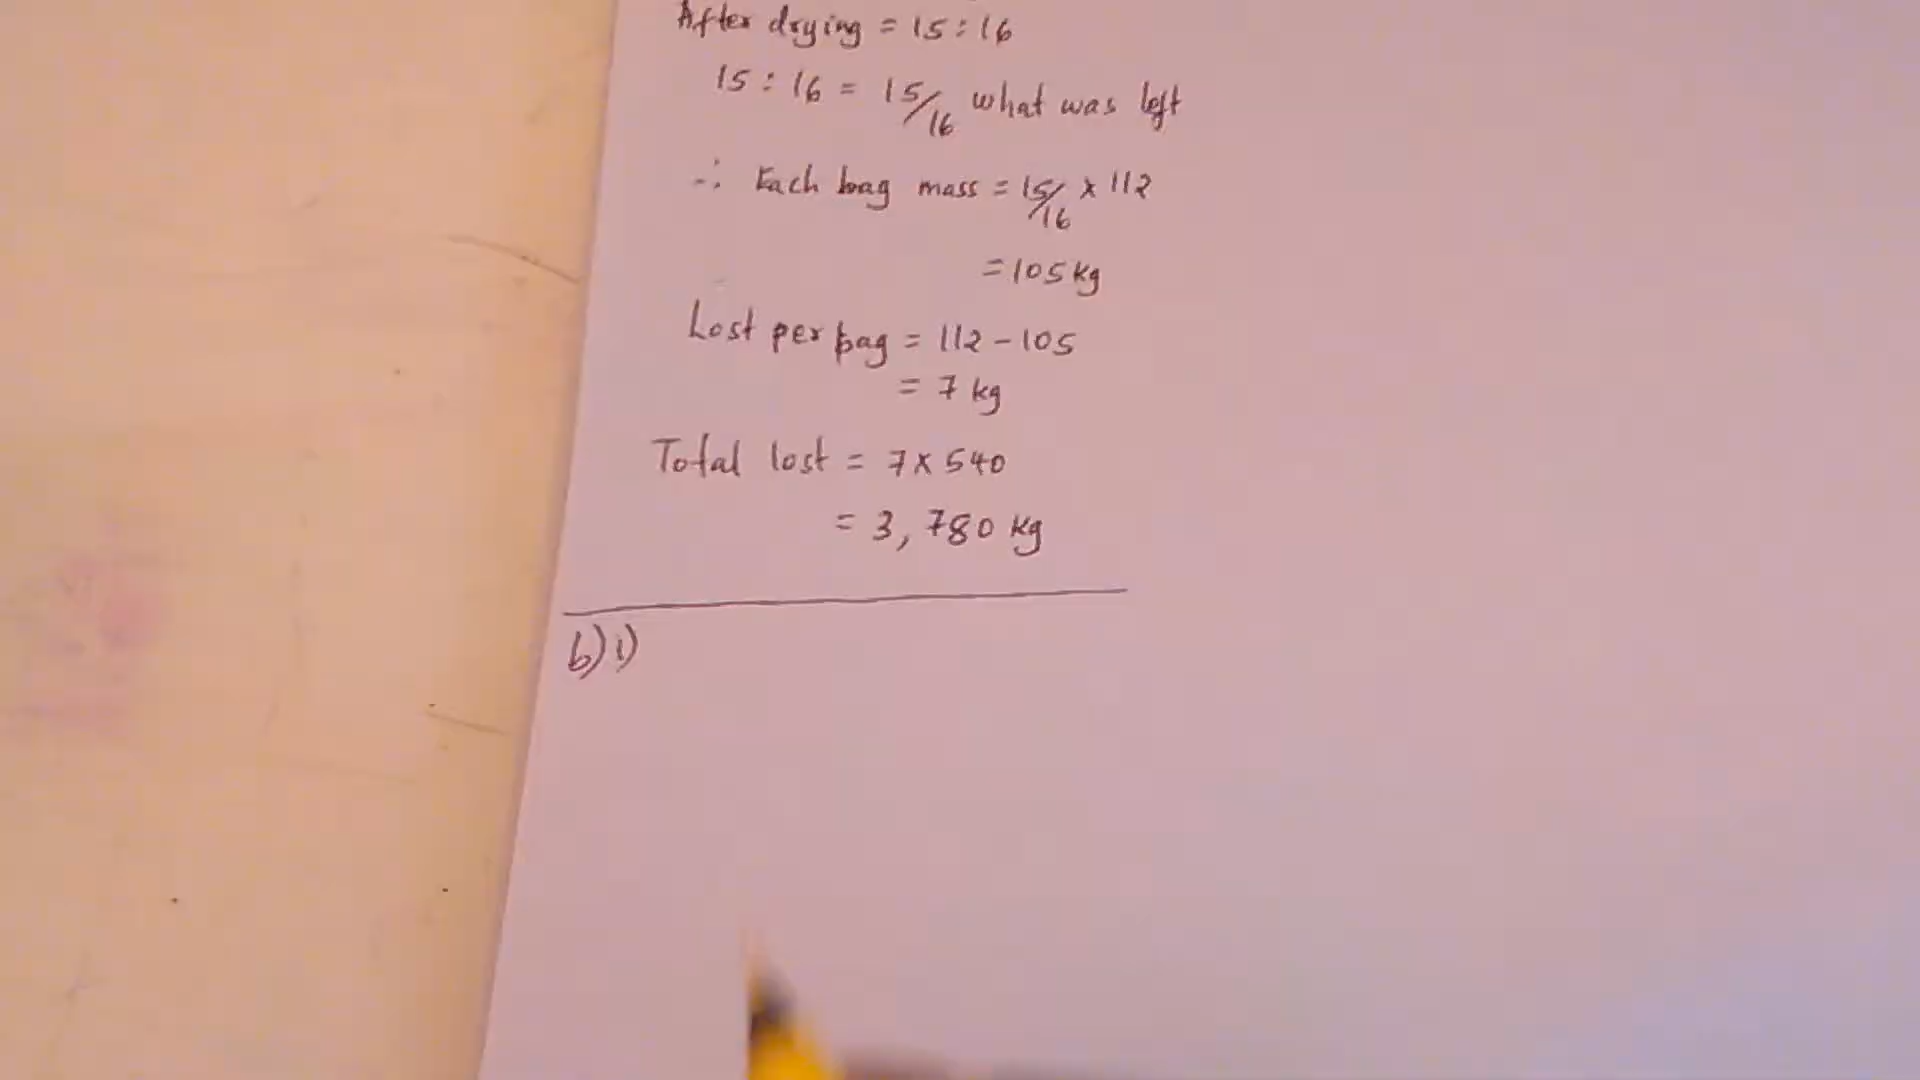 After drying = 15:16
15:16 = 15/16 what was left
∴ Each bag mass = 15/16 x 112
= 105 kg
Lost per bag = 112 - 105
= 7 kg
Total lost = 7 x 540
= 3,780 kg
b) i)